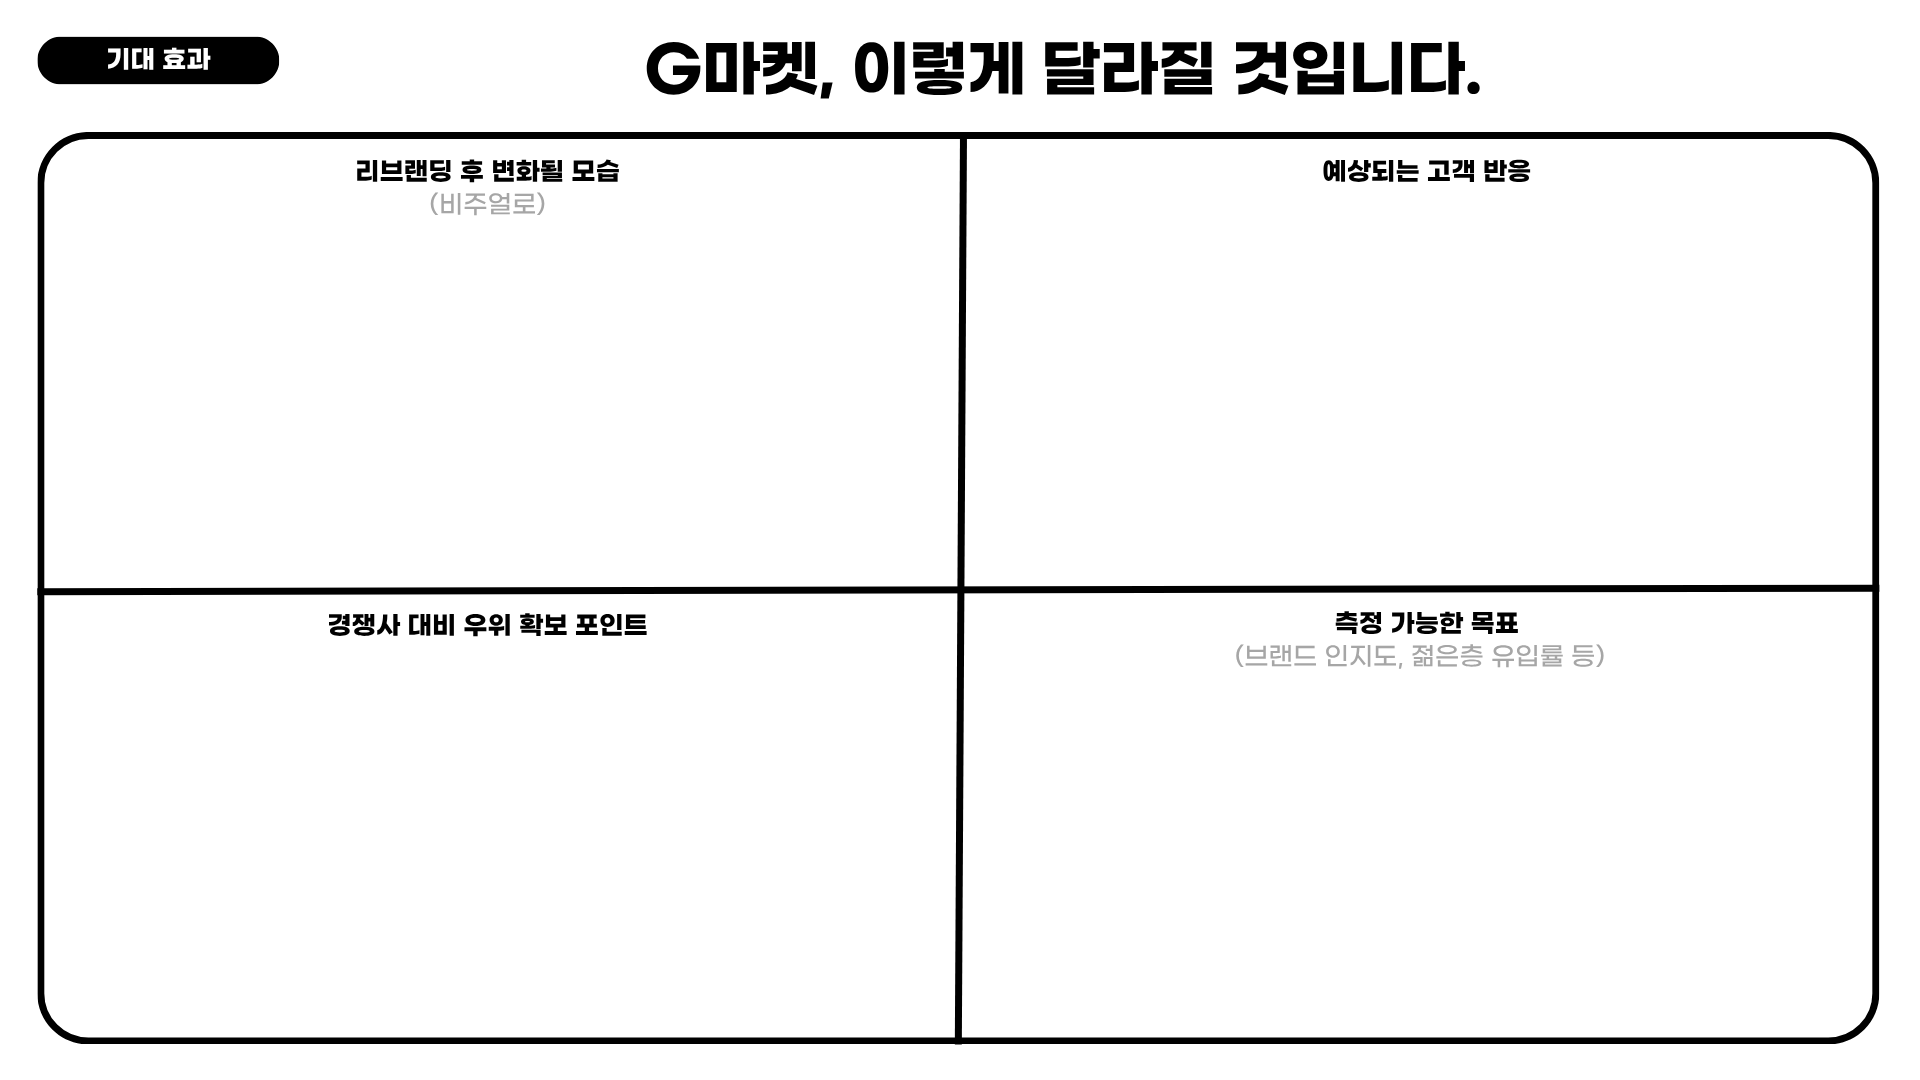 기대 효과
G마켓, 이렇게 달라질 것입니다.
리브랜딩 후 변화될 모습
(비주얼로)
예상되는 고객 반응
경쟁사 대비 우위 확보 포인트
측정 가능한 목표
(브랜드 인지도, 젊은층 유입률 등)